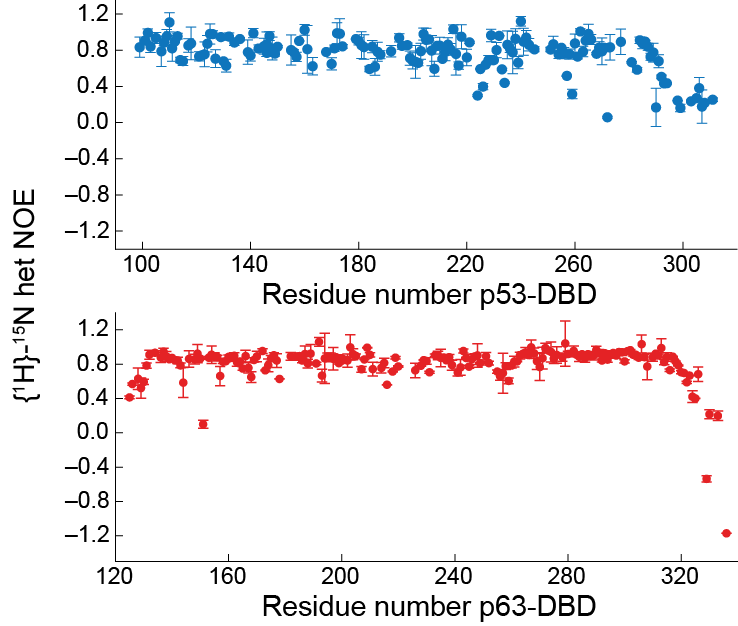 1.2
0.8
0.4
0.0
−0.4
−0.8
−1.2
100 140 180 220 260 300
Residue number p53-DBD
{¹H}-¹⁵N het NOE
1.2
0.8
0.4
0.0
−0.4
−0.8
−1.2
120 160 200 240 280 320
Residue number p63-DBD